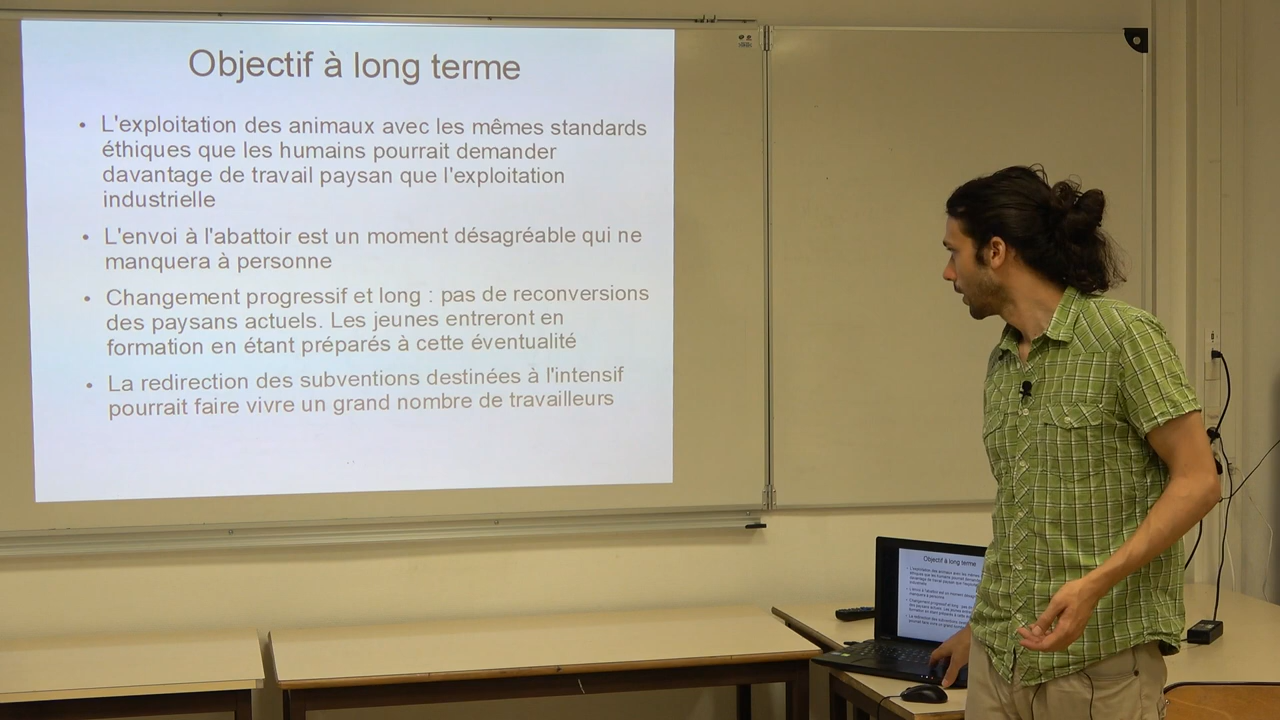 Objectif à long terme
• L'exploitation des animaux avec les mêmes standards
éthiques que les humains pourrait demander
davantage de travail paysan que l'exploitation
industrielle
• L'envoi à l'abattoir est un moment désagréable qui ne
manquera à personne
• Changement progressif et long : pas de reconversions
des paysans actuels. Les jeunes entreront en
formation en étant préparés à cette éventualité
• La redirection des subventions destinées à l'intensif
pourrait faire vivre un grand nombre de travailleurs
Objectif à long terme